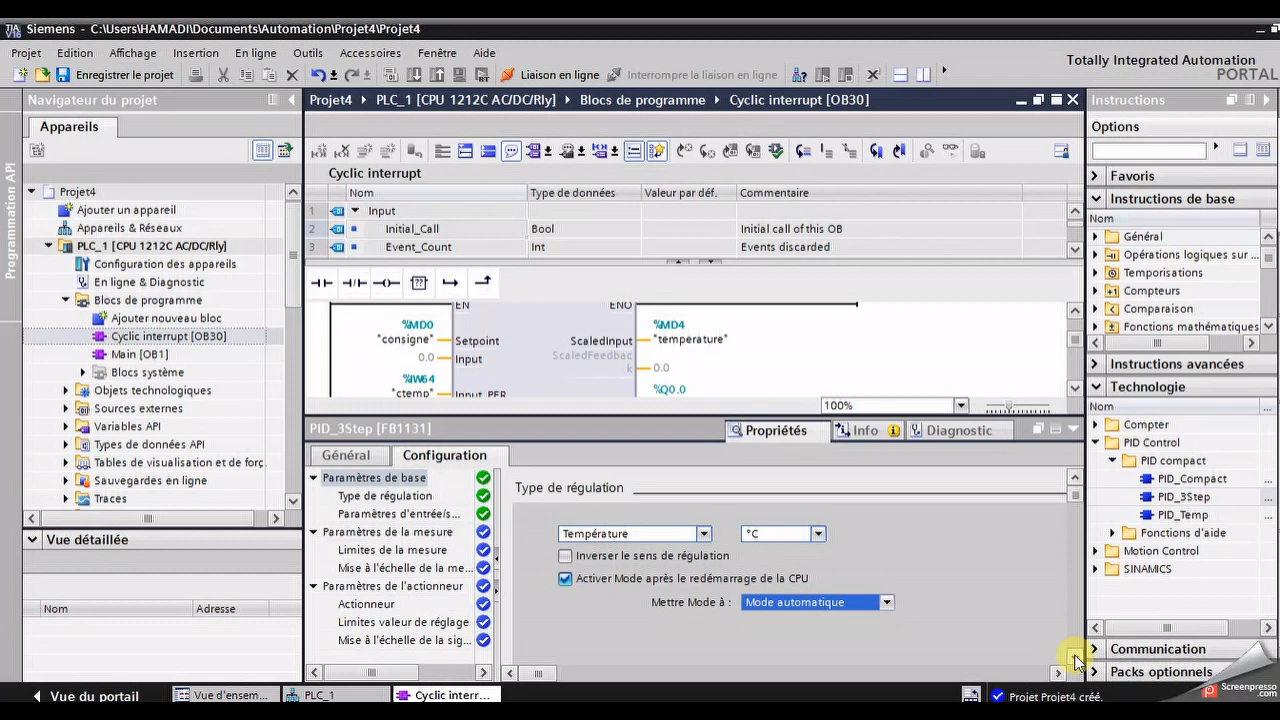 Siemens - C:\Users\HAMADI\Documents\Automation\Projet4\Projet4
Projet Edition Affichage Insertion En ligne Outils Accessoires Fenêtre Aide
Totally Integrated Automation
PORTAL
Enregistrer le projet
Liaison en ligne
Interrompre la liaison en ligne
Navigateur du projet
Appareils
Projet4
Ajouter un appareil
Appareils & Réseaux
PLC_1 [CPU 1212C AC/DC/Rly]
Configuration des appareils
En ligne & Diagnostic
Blocs de programme
Ajouter nouveau bloc
Cyclic interrupt [OB30]
Main [OB1]
Blocs système
Objets technologiques
Sources externes
Variables API
Types de données API
Tables de visualisation et de forç...
Sauvegardes en ligne
Traces
Vue détaillée
Nom Adresse
Programmation API
Projet4 PLC_1 [CPU 1212C AC/DC/Rly] Blocs de programme Cyclic interrupt [OB30]
Cyclic interrupt
Nom Type de données Valeur par déf. Commentaire
1 Input
2 Initial_Call Bool Initial call of this OB
3 Event_Count Int Events discarded
??
EN ENO
%MD0
"consigne" Setpoint
0.0 Input
%IW64
"ctemp" Input_PER
%MD4
ScaledInput "temperature"
ScaledFeedbac
k 0.0
%Q0.0
100%
PID_3Step [FB1131]
Propriétés Info Diagnostic
Général Configuration
Paramètres de base
Type de régulation
Paramètres d'entrée/s...
Paramètres de la mesure
Limites de la mesure
Mise à l'échelle de la me...
Paramètres de l'actionneur
Actionneur
Limites valeur de réglage
Mise à l'échelle de la sig...
Type de régulation
Température °C
Inverser le sens de régulation
Activer Mode après le redémarrage de la CPU
Mettre Mode à : Mode automatique
Instructions
Options
Favoris
Instructions de base
Nom
Général
Opérations logiques sur ...
Temporisations
Compteurs
Comparaison
Fonctions mathématiques
Instructions avancées
Technologie
Nom ...
Compter
PID Control
PID compact
PID_Compact ...
PID_3Step ...
PID_Temp ...
Fonctions d'aide
Motion Control
SINAMICS
Communication
Packs optionnels
Vue du portail
Vue d'ensem...
PLC_1
Cyclic interr...
Projet Projet4 créé.
Screenpresso
.com